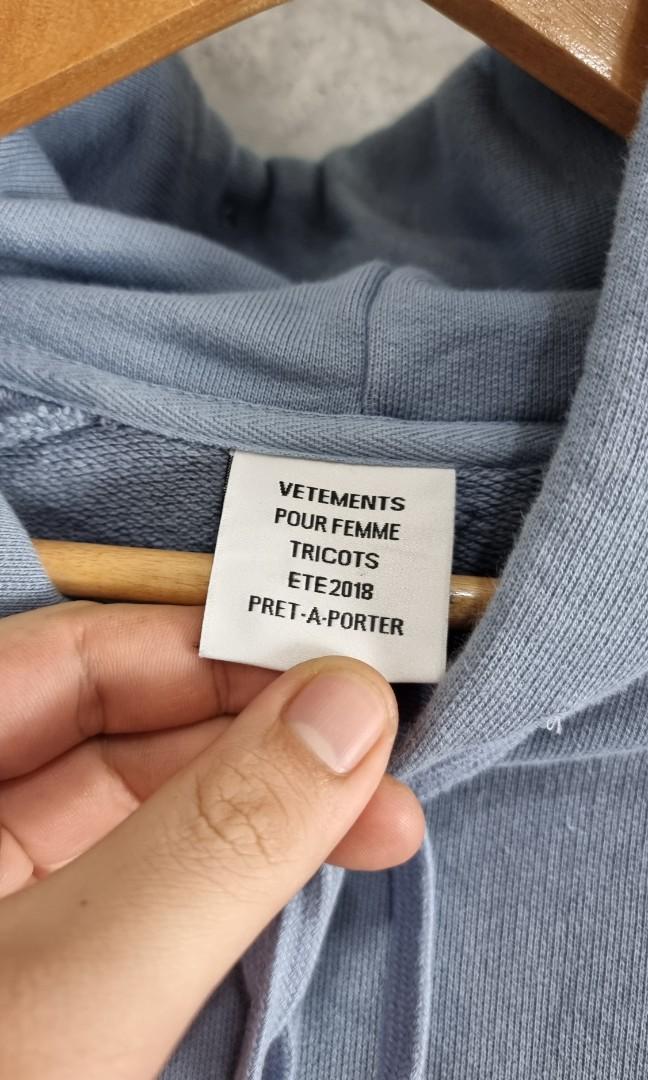 VETEMENTS
POUR FEMME
TRICOTS
ETE 2018
PRET-A-PORTER